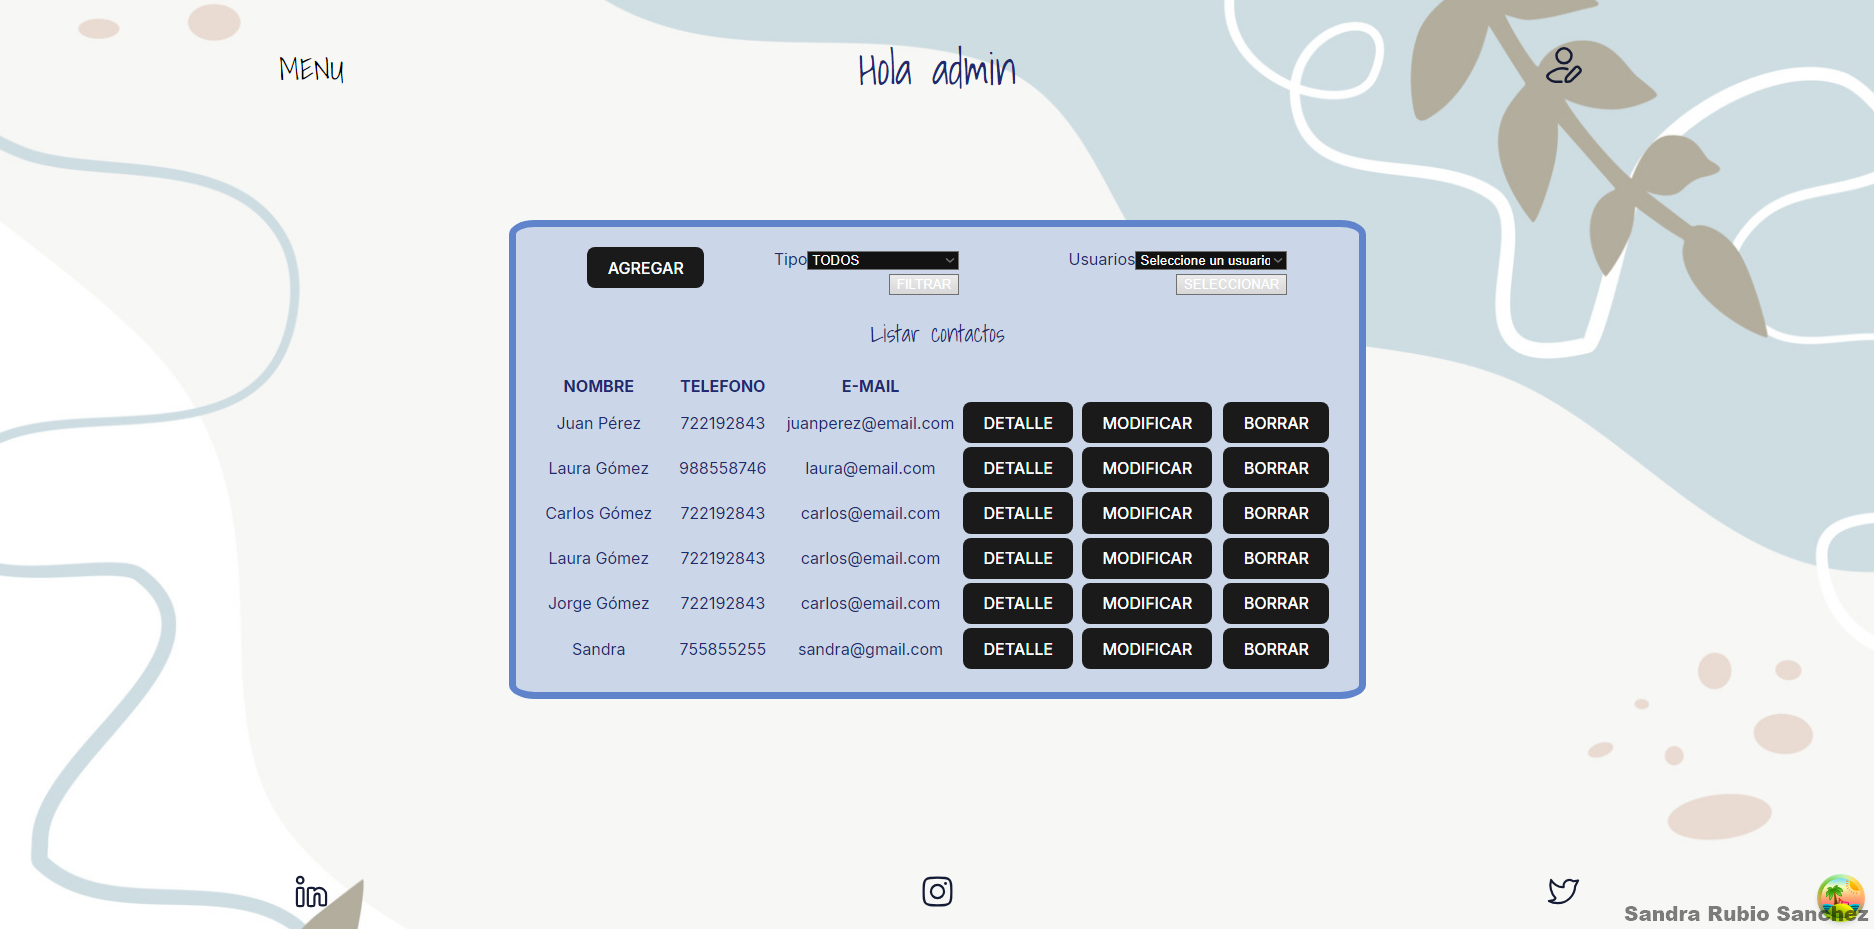 MENU
Hola admin
AGREGAR
Tipo TODOS
Usuarios Seleccione un usuario
FILTRAR
SELECCIONAR
Listar contactos
NOMBRE TELEFONO E-MAIL
Juan Pérez 722192843 juanperez@email.com DETALLE MODIFICAR BORRAR
Laura Gómez 988558746 laura@email.com DETALLE MODIFICAR BORRAR
Carlos Gómez 722192843 carlos@email.com DETALLE MODIFICAR BORRAR
Laura Gómez 722192843 carlos@email.com DETALLE MODIFICAR BORRAR
Jorge Gómez 722192843 carlos@email.com DETALLE MODIFICAR BORRAR
Sandra 755855255 sandra@gmail.com DETALLE MODIFICAR BORRAR
in
Sandra Rubio Sanchez